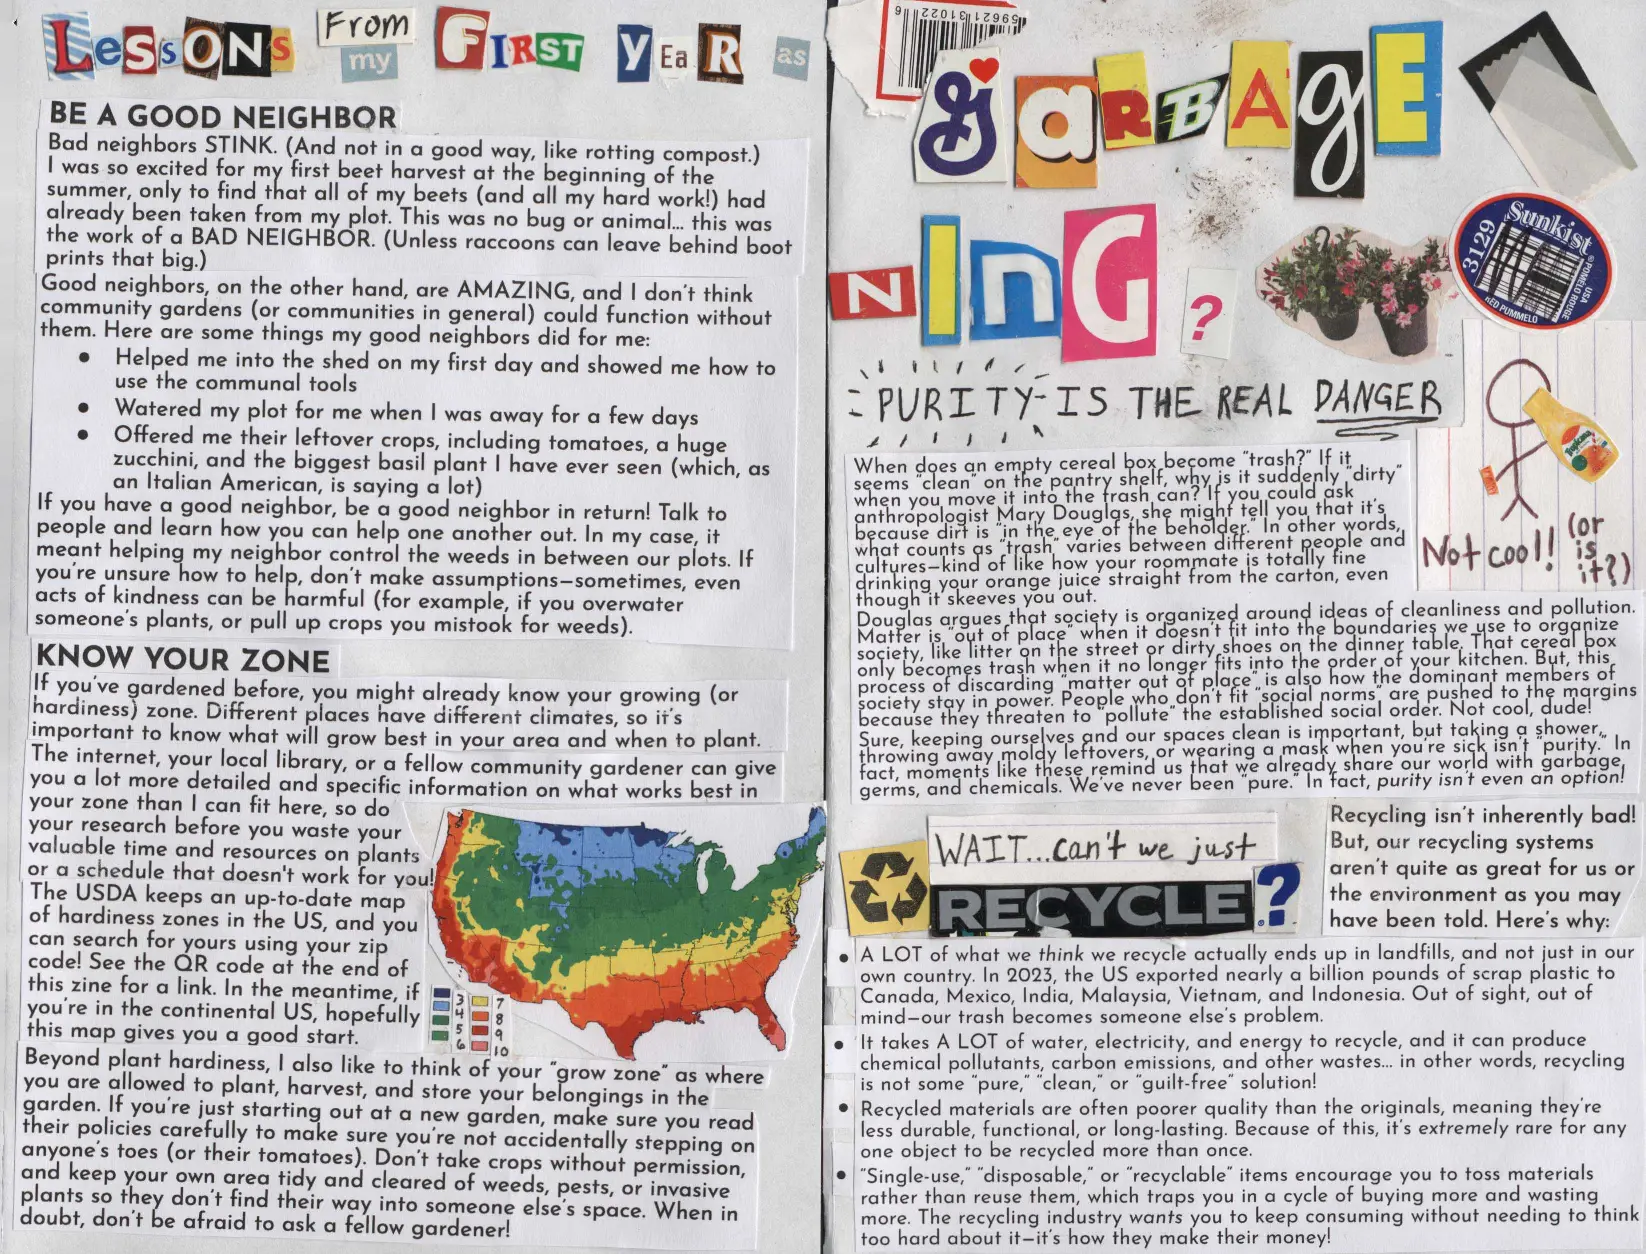 LESSONS From my FIRST YEAR as
BE A GOOD NEIGHBOR
Bad neighbors STINK. (And not in a good way, like rotting compost.)
I was so excited for my first beet harvest at the beginning of the
summer, only to find that all of my beets (and all my hard work!) had
already been taken from my plot. This was no bug or animal... this was
the work of a BAD NEIGHBOR. (Unless raccoons can leave behind boot
prints that big.)
Good neighbors, on the other hand, are AMAZING, and I don't think
community gardens (or communities in general) could function without
them. Here are some things my good neighbors did for me:
● Helped me into the shed on my first day and showed me how to
use the communal tools
● Watered my plot for me when I was away for a few days
● Offered me their leftover crops, including tomatoes, a huge
zucchini, and the biggest basil plant I have ever seen (which, as
an Italian American, is saying a lot)
If you have a good neighbor, be a good neighbor in return! Talk to
people and learn how you can help one another out. In my case, it
meant helping my neighbor control the weeds in between our plots. If
you're unsure how to help, don't make assumptions—sometimes, even
acts of kindness can be harmful (for example, if you overwater
someone's plants, or pull up crops you mistook for weeds).
KNOW YOUR ZONE
If you've gardened before, you might already know your growing (or
hardiness) zone. Different places have different climates, so it's
important to know what will grow best in your area and when to plant.
The internet, your local library, or a fellow community gardener can give
you a lot more detailed and specific information on what works best in
your zone than I can fit here, so do
your research before you waste your
valuable time and resources on plants
or a schedule that doesn't work for you!
The USDA keeps an up-to-date map
of hardiness zones in the US, and you
can search for yours using your zip
code! See the QR code at the end of
this zine for a link. In the meantime, if
you're in the continental US, hopefully
this map gives you a good start.
3 7
4 8
5 9
6 10
Beyond plant hardiness, I also like to think of your "grow zone" as where
you are allowed to plant, harvest, and store your belongings in the
garden. If you're just starting out at a new garden, make sure you read
their policies carefully to make sure you're not accidentally stepping on
anyone's toes (or their tomatoes). Don't take crops without permission,
and keep your own area tidy and cleared of weeds, pests, or invasive
plants so they don't find their way into someone else's space. When in
doubt, don't be afraid to ask a fellow gardener!
GaRBAgE
NInG?
Sunkist
3129
®POMELO ROUGE
USA
RED PUMMELO
PURITY IS THE REAL DANGER
When does an empty cereal box become "trash?" If it
seems "clean" on the pantry shelf, why is it suddenly "dirty"
when you move it into the trash can? If you could ask
anthropologist Mary Douglas, she might tell you that it's
because dirt is "in the eye of the beholder." In other words,
what counts as "trash" varies between different people and
cultures—kind of like how your roommate is totally fine
drinking your orange juice straight from the carton, even
though it skeeves you out.
Tropicana
Not cool! (or is it?)
Douglas argues that society is organized around ideas of cleanliness and pollution.
Matter is "out of place" when it doesn't fit into the boundaries we use to organize
society, like litter on the street or dirty shoes on the dinner table. That cereal box
only becomes trash when it no longer fits into the order of your kitchen. But, this
process of discarding "matter out of place" is also how the dominant members of
society stay in power. People who don't fit "social norms" are pushed to the margins
because they threaten to "pollute" the established social order. Not cool, dude!
Sure, keeping ourselves and our spaces clean is important, but taking a shower,
throwing away moldy leftovers, or wearing a mask when you're sick isn't "purity." In
fact, moments like these remind us that we already share our world with garbage,
germs, and chemicals. We've never been "pure." In fact, purity isn't even an option!
WAIT...can't we just
RECYCLE?
Recycling isn't inherently bad!
But, our recycling systems
aren't quite as great for us or
the environment as you may
have been told. Here's why:
● A LOT of what we think we recycle actually ends up in landfills, and not just in our
own country. In 2023, the US exported nearly a billion pounds of scrap plastic to
Canada, Mexico, India, Malaysia, Vietnam, and Indonesia. Out of sight, out of
mind—our trash becomes someone else's problem.
● It takes A LOT of water, electricity, and energy to recycle, and it can produce
chemical pollutants, carbon emissions, and other wastes... in other words, recycling
is not some "pure," "clean," or "guilt-free" solution!
● Recycled materials are often poorer quality than the originals, meaning they're
less durable, functional, or long-lasting. Because of this, it's extremely rare for any
one object to be recycled more than once.
● "Single-use," "disposable," or "recyclable" items encourage you to toss materials
rather than reuse them, which traps you in a cycle of buying more and wasting
more. The recycling industry wants you to keep consuming without needing to think
too hard about it—it's how they make their money!